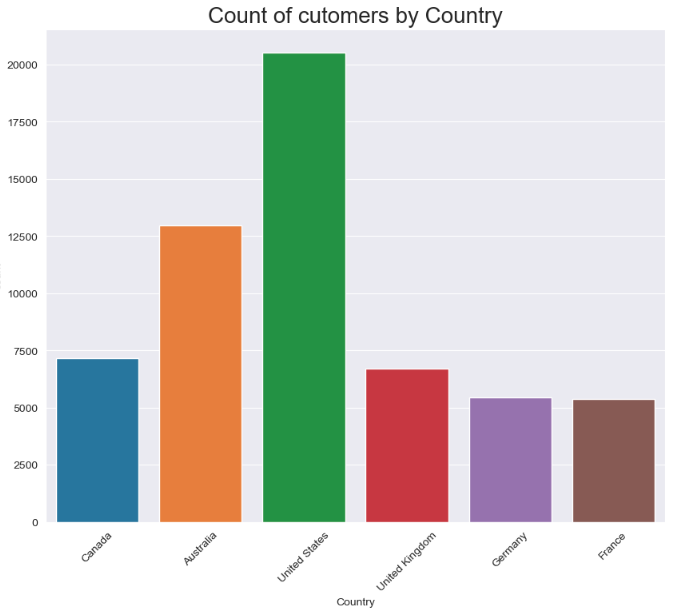 Count of cutomers by Country
20000
17500
15000
12500
10000
7500
5000
2500
0
Canada
Australia
United States
United Kingdom
Germany
France
Country